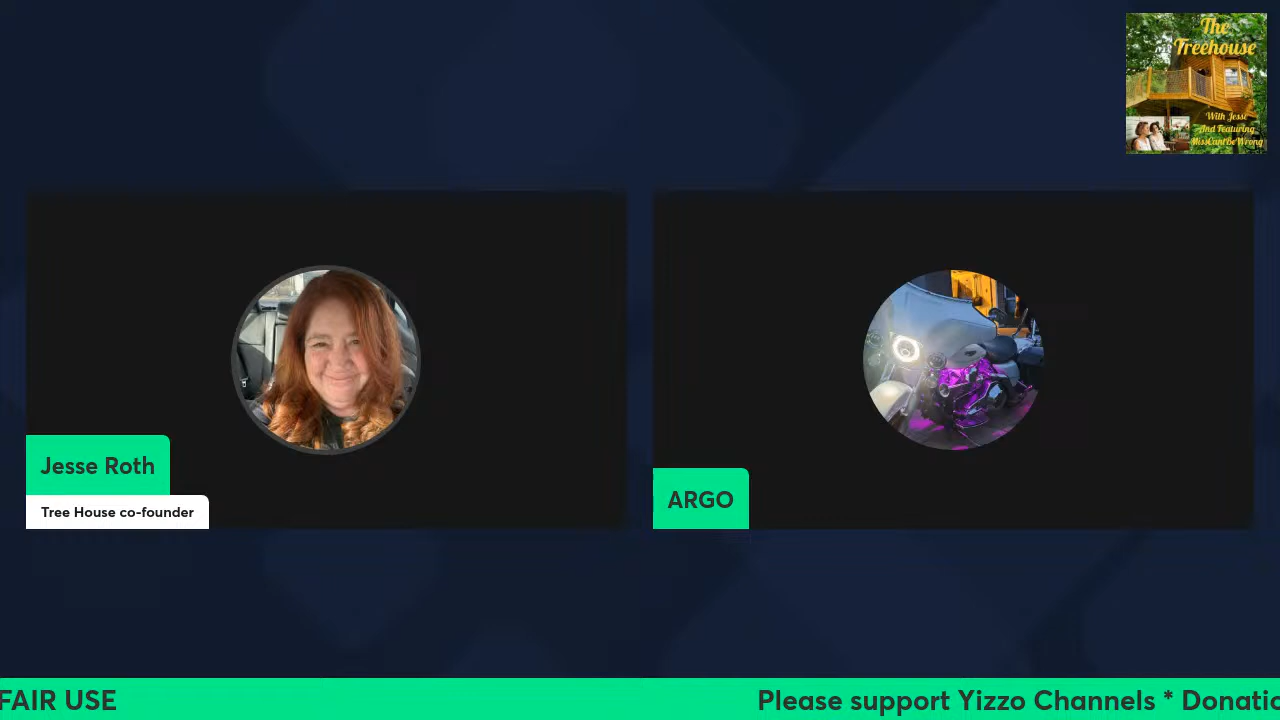 The
Treehouse
With Jesse
And Featuring
MissCantBeWrong
Jesse Roth
Tree House co-founder
ARGO
FAIR USE
Please support Yizzo Channels * Donatio